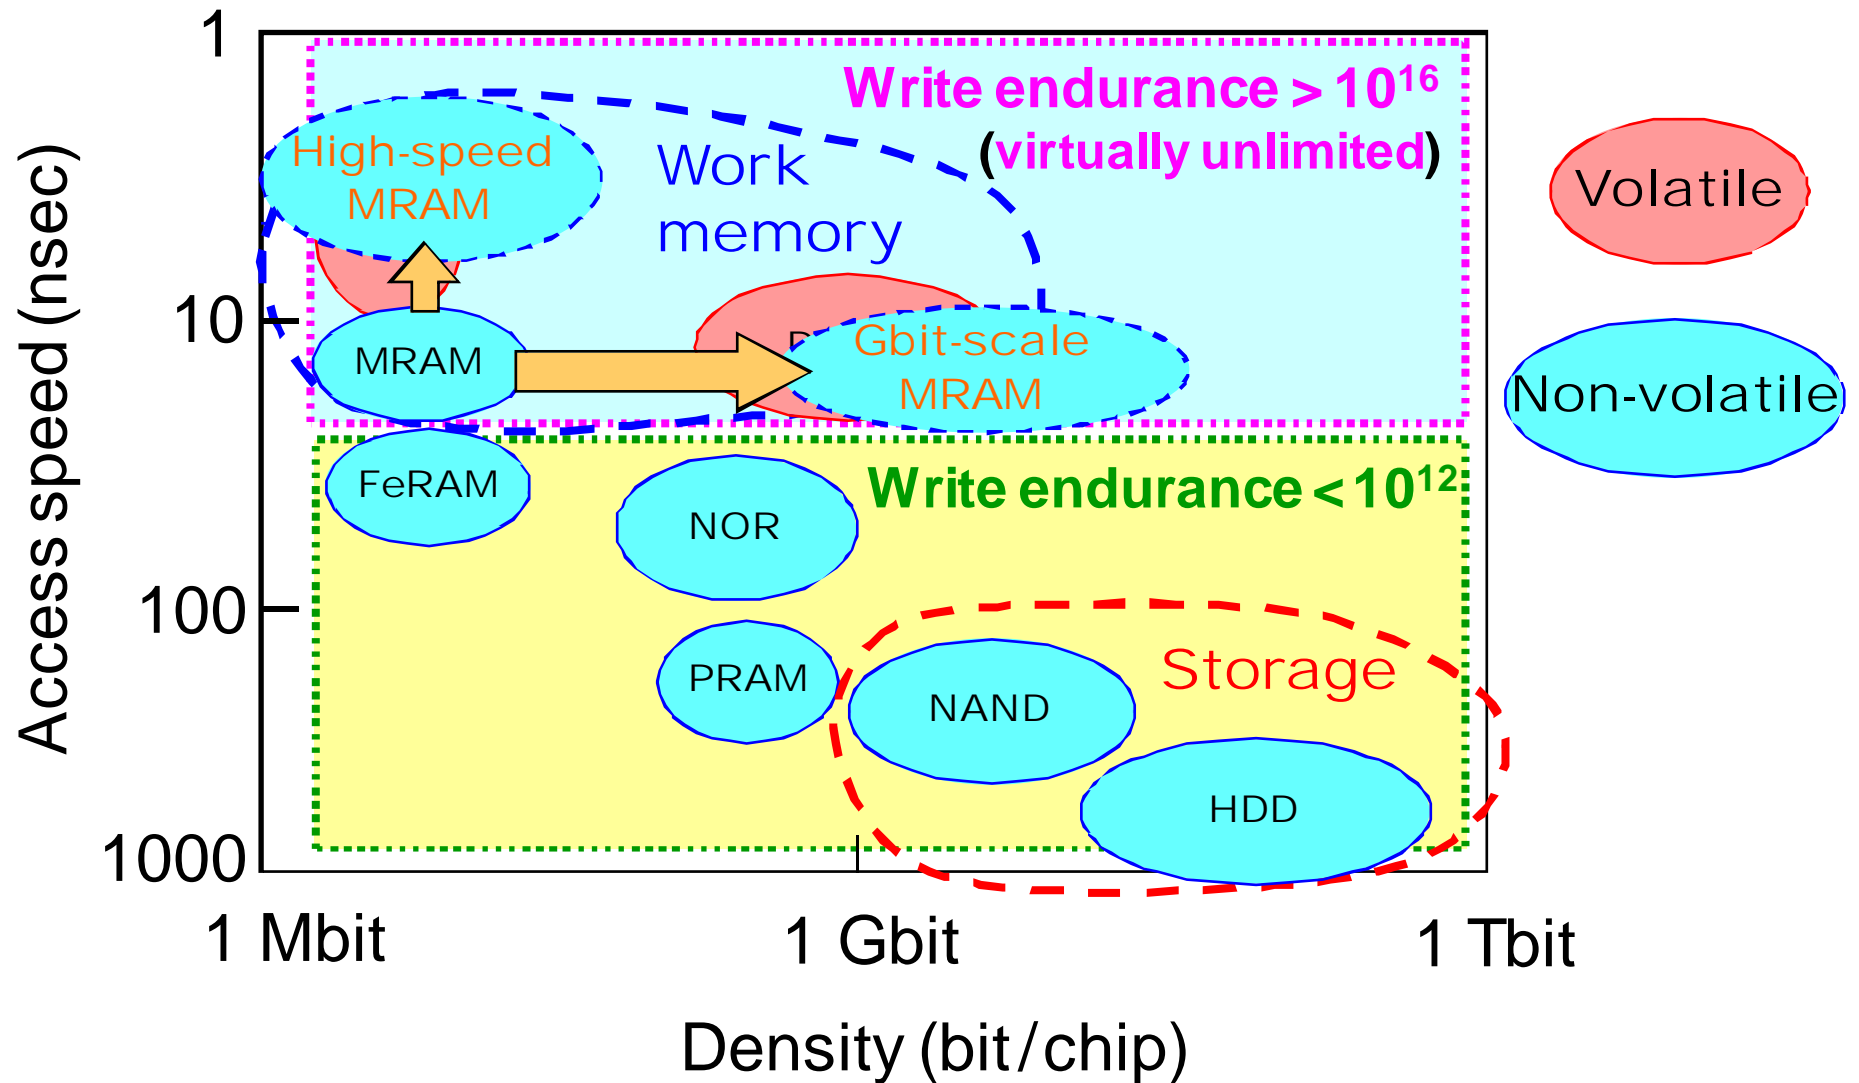 1
Write endurance > 10¹⁶
(virtually unlimited)
High-speed
MRAM
Work
memory
Volatile
Access speed (nsec)
10
MRAM
Gbit-scale
MRAM
Non-volatile
FeRAM
Write endurance < 10¹²
NOR
100
PRAM
NAND
Storage
HDD
1000
1 Mbit
1 Gbit
1 Tbit
Density (bit/chip)